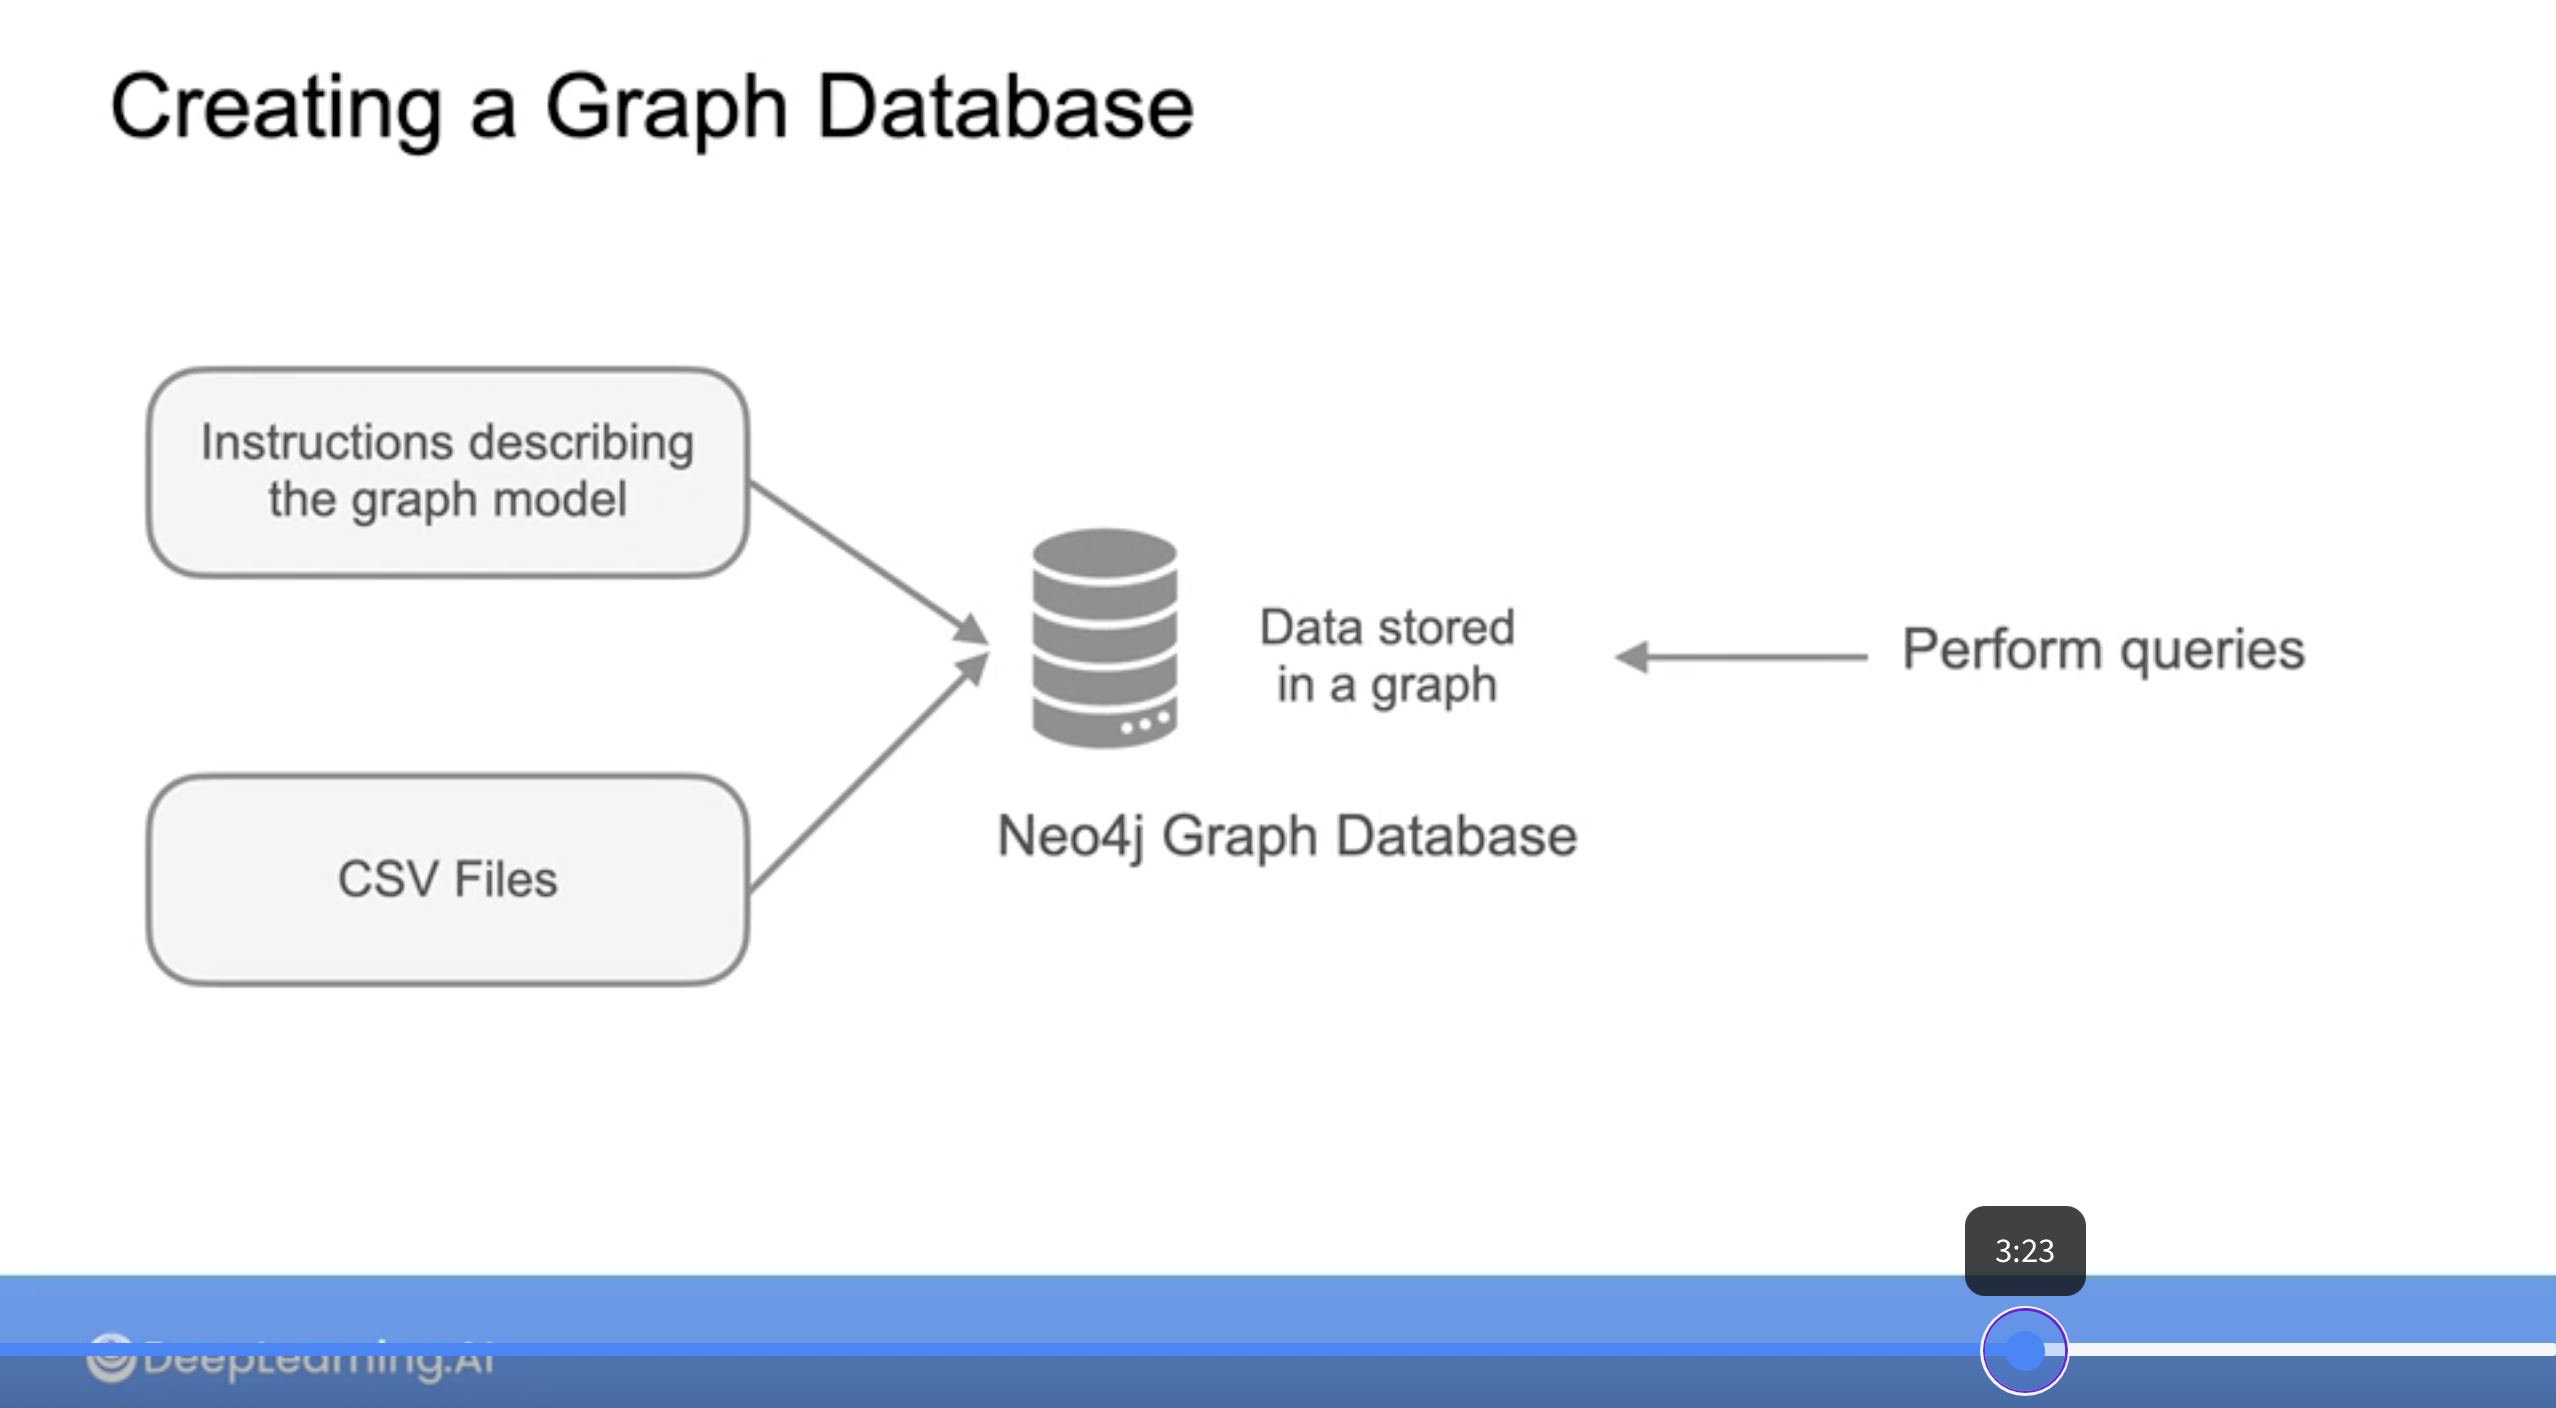 Creating a Graph Database
Instructions describing
the graph model
CSV Files
Data stored
in a graph
Neo4j Graph Database
Perform queries
3:23
DeepLearning.AI